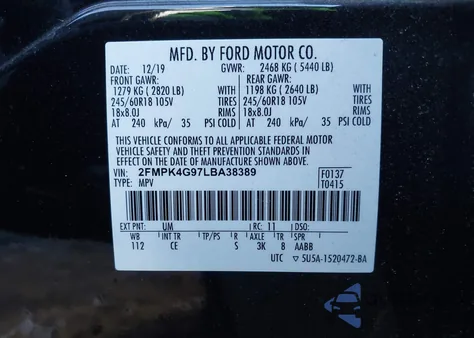 MFD. BY FORD MOTOR CO.
DATE: 12/19 GVWR: 2468 KG ( 5440 LB)
FRONT GAWR: REAR GAWR:
1279 KG ( 2820 LB) WITH 1198 KG ( 2640 LB) WITH
245/60R18 105V TIRES 245/60R18 105V TIRES
18x8.0J RIMS 18x8.0J RIMS
AT 240 kPa/ 35 PSI COLD AT 240 kPa/ 35 PSI COLD
THIS VEHICLE CONFORMS TO ALL APPLICABLE FEDERAL MOTOR
VEHICLE SAFETY AND THEFT PREVENTION STANDARDS IN
EFFECT ON THE DATE OF MANUFACTURE SHOWN ABOVE.
VIN: 2FMPK4G97LBA38389 F0137
TYPE: MPV T0415
EXT PNT: UM RC: 11 DSO:
WB INT TR TP/PS R AXLE TR SPR
112 CE S 3K 8 AABB
UTC 5U5A-1520472-BA